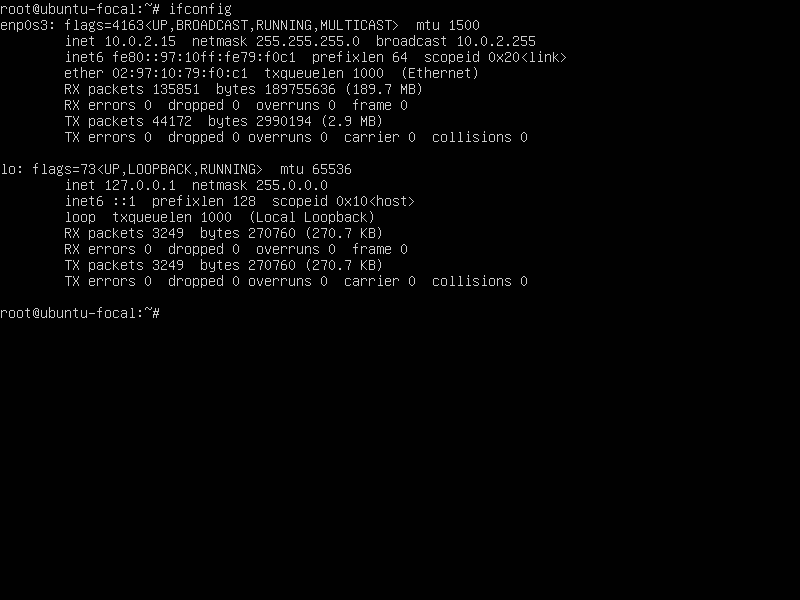 root@ubuntu-focal:~# ifconfig
enp0s3: flags=4163<UP,BROADCAST,RUNNING,MULTICAST>  mtu 1500
        inet 10.0.2.15  netmask 255.255.255.0  broadcast 10.0.2.255
        inet6 fe80::97:10ff:fe79:f0c1  prefixlen 64  scopeid 0x20<link>
        ether 02:97:10:79:f0:c1  txqueuelen 1000  (Ethernet)
        RX packets 135851  bytes 189755636 (189.7 MB)
        RX errors 0  dropped 0  overruns 0  frame 0
        TX packets 44172  bytes 2990194 (2.9 MB)
        TX errors 0  dropped 0 overruns 0  carrier 0  collisions 0

lo: flags=73<UP,LOOPBACK,RUNNING>  mtu 65536
        inet 127.0.0.1  netmask 255.0.0.0
        inet6 ::1  prefixlen 128  scopeid 0x10<host>
        loop  txqueuelen 1000  (Local Loopback)
        RX packets 3249  bytes 270760 (270.7 KB)
        RX errors 0  dropped 0  overruns 0  frame 0
        TX packets 3249  bytes 270760 (270.7 KB)
        TX errors 0  dropped 0 overruns 0  carrier 0  collisions 0

root@ubuntu-focal:~#